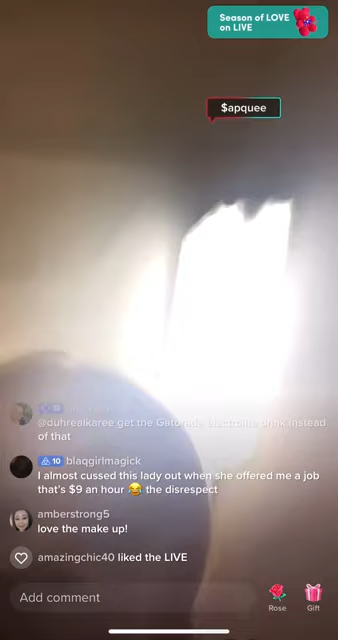 Season of LOVE
on LIVE
$apquee
@duhrealkaree get the Gatorade electrolyte drink instead
of that
10 blaqgirlmagick
I almost cussed this lady out when she offered me a job
that's $9 an hour 😂 the disrespect
amberstrong5
love the make up!
amazingchic40 liked the LIVE
Add comment
Rose
Gift